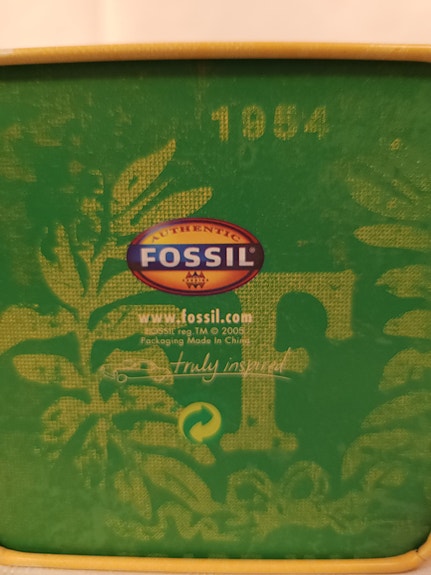 1954
AUTHENTIC
FOSSIL®
www.fossil.com
FOSSIL reg.TM © 2005
Packaging Made In China
truly inspired
F